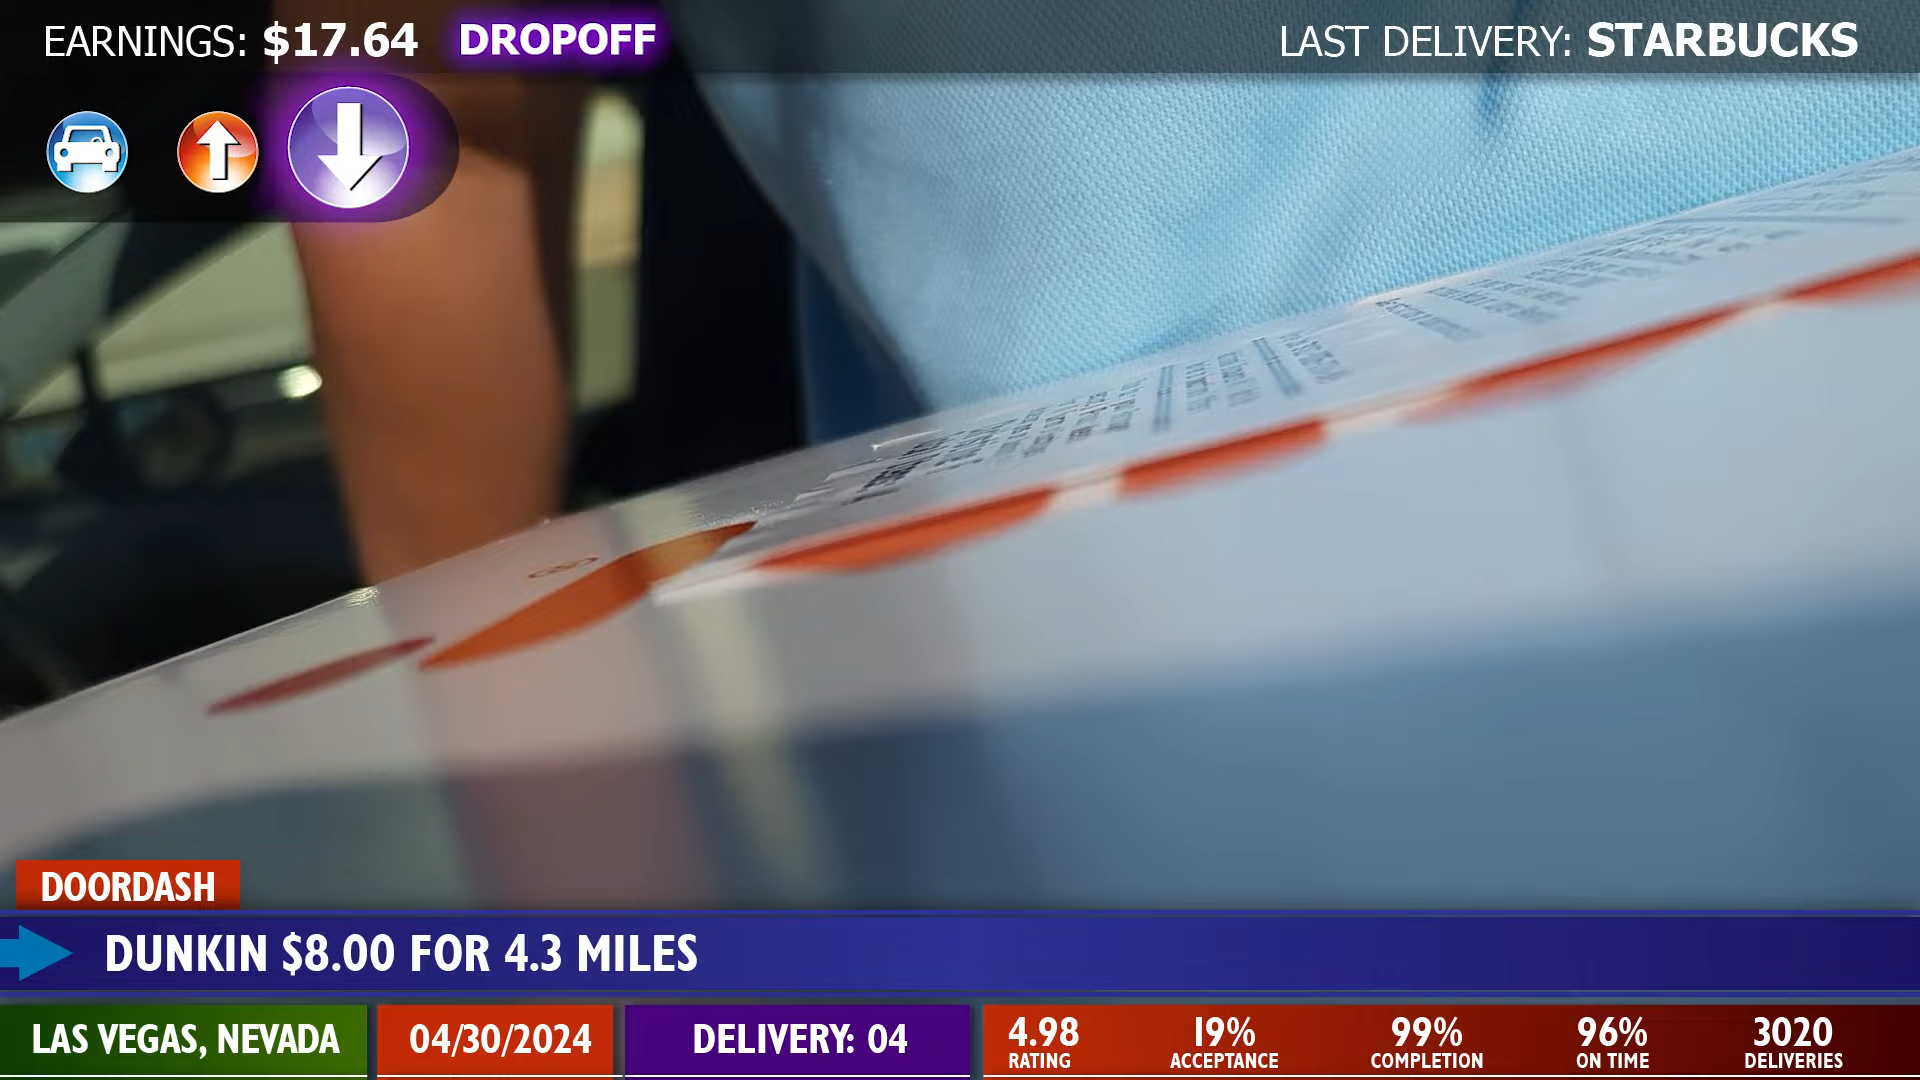 EARNINGS: $17.64 DROPOFF
LAST DELIVERY: STARBUCKS
DOORDASH
DUNKIN $8.00 FOR 4.3 MILES
LAS VEGAS, NEVADA
04/30/2024
DELIVERY: 04
4.98 RATING
19% ACCEPTANCE
99% COMPLETION
96% ON TIME
3020 DELIVERIES